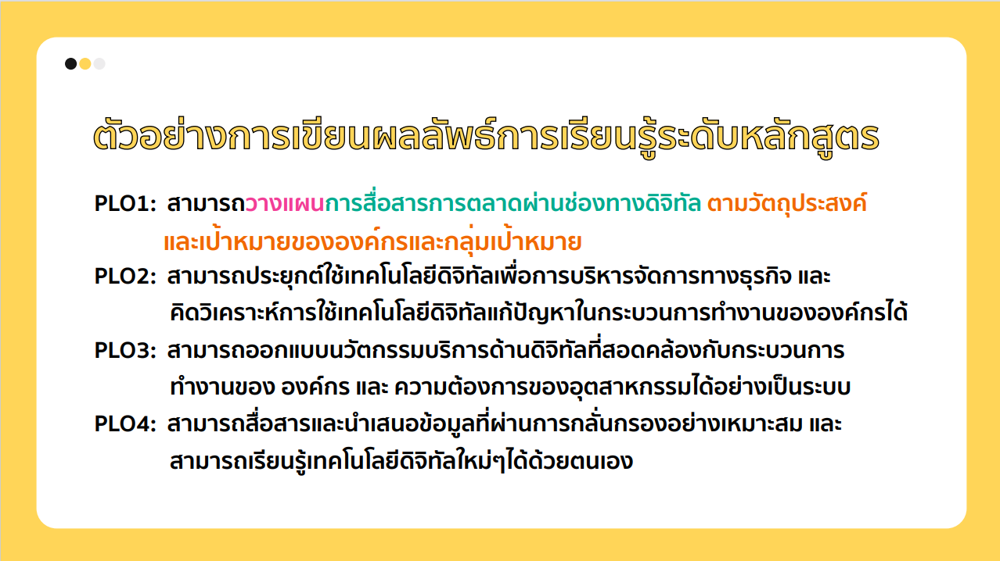 ตัวอย่างการเขียนผลลัพธ์การเรียนรู้ระดับหลักสูตร
PLO1: สามารถวางแผนการสื่อสารการตลาดผ่านช่องทางดิจิทัล ตามวัตถุประสงค์
และเป้าหมายขององค์กรและกลุ่มเป้าหมาย
PLO2: สามารถประยุกต์ใช้เทคโนโลยีดิจิทัลเพื่อการบริหารจัดการทางธุรกิจ และ
คิดวิเคราะห์การใช้เทคโนโลยีดิจิทัลแก้ปัญหาในกระบวนการทำงานขององค์กรได้
PLO3: สามารถออกแบบนวัตกรรมบริการด้านดิจิทัลที่สอดคล้องกับกระบวนการ
ทำงานของ องค์กร และ ความต้องการของอุตสาหกรรมได้อย่างเป็นระบบ
PLO4: สามารถสื่อสารและนำเสนอข้อมูลที่ผ่านการกลั่นกรองอย่างเหมาะสม และ
สามารถเรียนรู้เทคโนโลยีดิจิทัลใหม่ๆได้ด้วยตนเอง